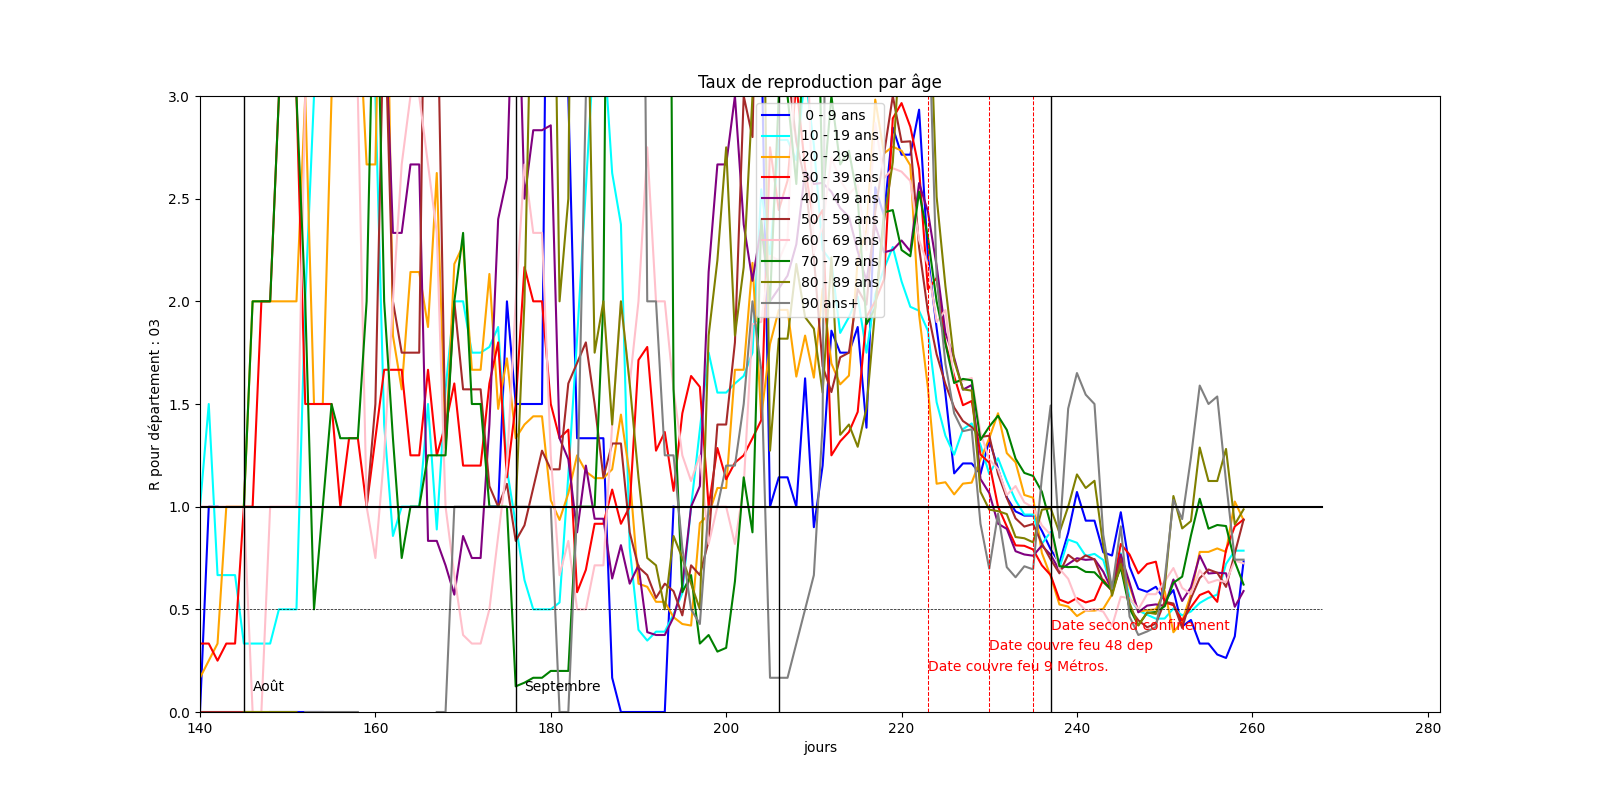 Taux de reproduction par âge
R pour département : 03
3.0
2.5
2.0
1.5
1.0
0.5
0.0
0 - 9 ans
10 - 19 ans
20 - 29 ans
30 - 39 ans
40 - 49 ans
50 - 59 ans
60 - 69 ans
70 - 79 ans
80 - 89 ans
90 ans+
Date second confinement
Date couvre feu 48 dep
Date couvre feu 9 Métros.
Août
Septembre
140 160 180 200 220 240 260 280
jours